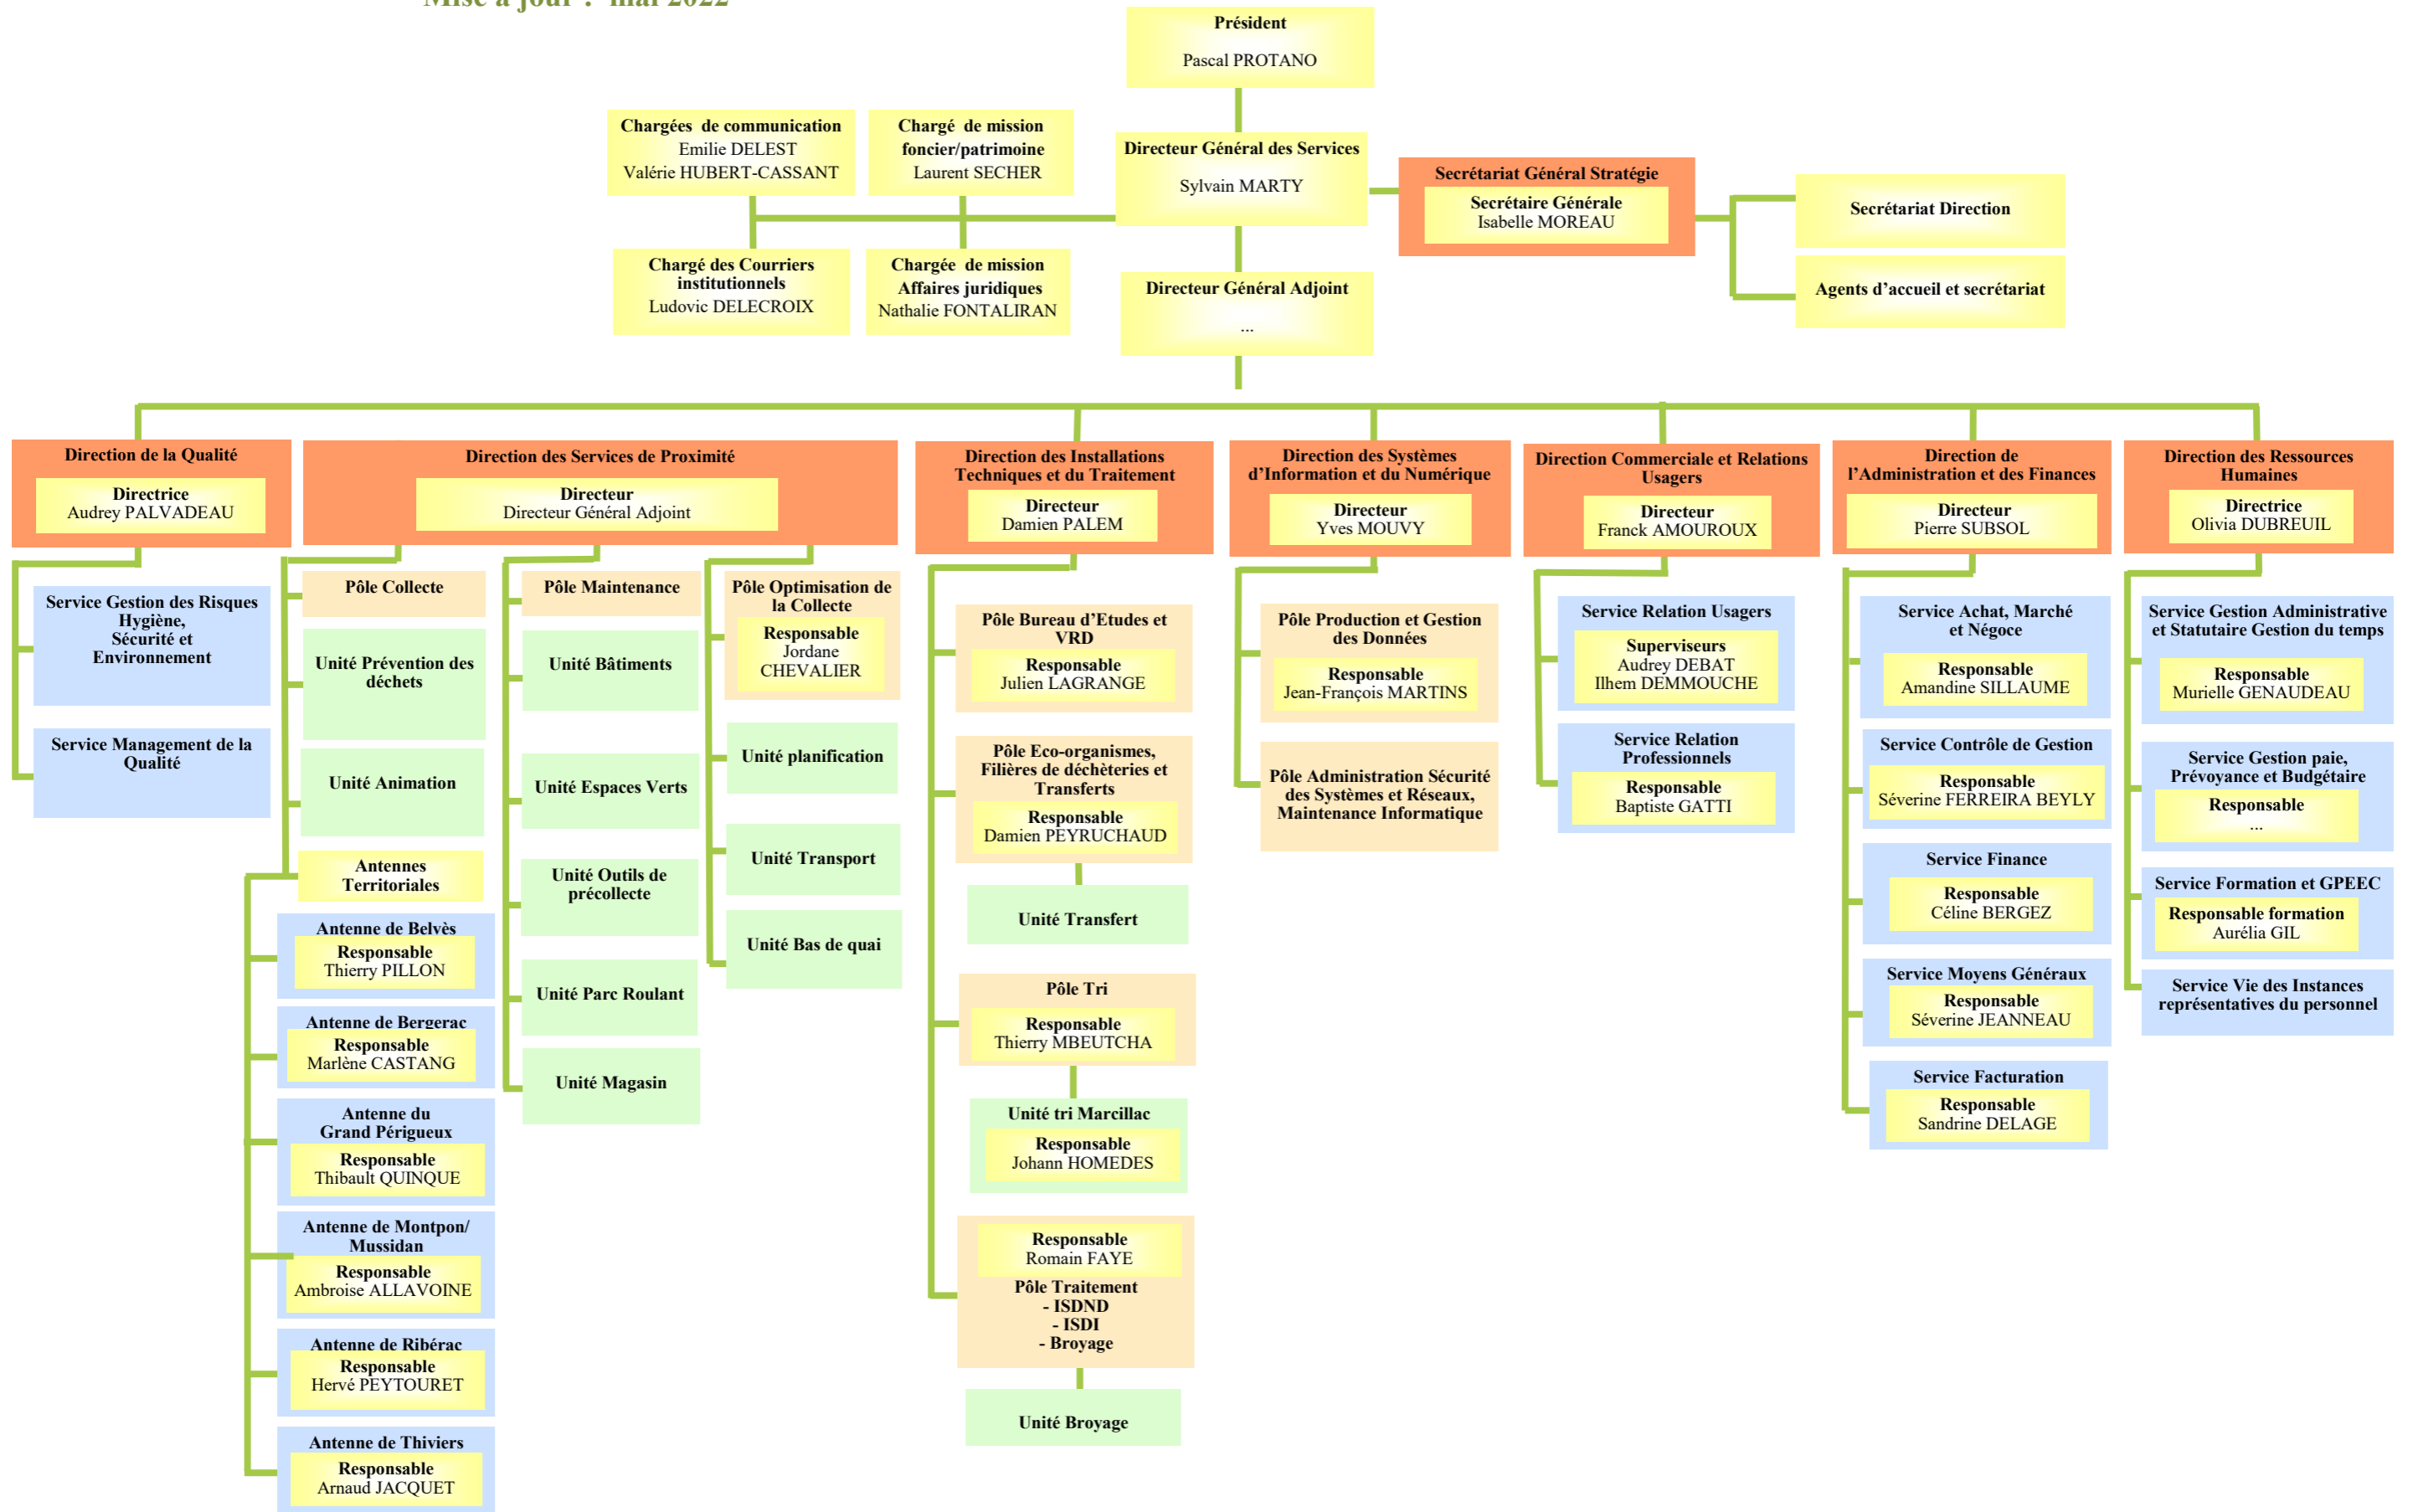 Mise à jour : mai 2022
Président
Pascal PROTANO
Chargées de communication
Emilie DELEST
Valérie HUBERT-CASSANT
Chargé de mission
foncier/patrimoine
Laurent SECHER
Directeur Général des Services
Sylvain MARTY
Secrétariat Général Stratégie
Secrétaire Générale
Isabelle MOREAU
Secrétariat Direction
Agents d’accueil et secrétariat
Chargé des Courriers
institutionnels
Ludovic DELECROIX
Chargée de mission
Affaires juridiques
Nathalie FONTALIRAN
Directeur Général Adjoint
...
Direction de la Qualité
Directrice
Audrey PALVADEAU
Service Gestion des Risques
Hygiène,
Sécurité et
Environnement
Service Management de la
Qualité
Direction des Services de Proximité
Directeur
Directeur Général Adjoint
Pôle Collecte
Unité Prévention des
déchets
Unité Animation
Antennes
Territoriales
Antenne de Belvès
Responsable
Thierry PILLON
Antenne de Bergerac
Responsable
Marlène CASTANG
Antenne du
Grand Périgueux
Responsable
Thibault QUINQUE
Antenne de Montpon/
Mussidan
Responsable
Ambroise ALLAVOINE
Antenne de Ribérac
Responsable
Hervé PEYTOURET
Antenne de Thiviers
Responsable
Arnaud JACQUET
Pôle Maintenance
Unité Bâtiments
Unité Espaces Verts
Unité Outils de
précollecte
Unité Parc Roulant
Unité Magasin
Pôle Optimisation de
la Collecte
Responsable
Jordane
CHEVALIER
Unité planification
Unité Transport
Unité Bas de quai
Direction des Installations
Techniques et du Traitement
Directeur
Damien PALEM
Pôle Bureau d’Etudes et
VRD
Responsable
Julien LAGRANGE
Pôle Eco-organismes,
Filières de déchèteries et
Transferts
Responsable
Damien PEYRUCHAUD
Unité Transfert
Pôle Tri
Responsable
Thierry MBEUTCHA
Unité tri Marcillac
Responsable
Johann HOMEDES
Responsable
Romain FAYE
Pôle Traitement
- ISDND
- ISDI
- Broyage
Unité Broyage
Direction des Systèmes
d’Information et du Numérique
Directeur
Yves MOUVY
Pôle Production et Gestion
des Données
Responsable
Jean-François MARTINS
Pôle Administration Sécurité
des Systèmes et Réseaux,
Maintenance Informatique
Direction Commerciale et Relations
Usagers
Directeur
Franck AMOUROUX
Service Relation Usagers
Superviseurs
Audrey DEBAT
Ilhem DEMMOUCHE
Service Relation
Professionnels
Responsable
Baptiste GATTI
Direction de
l’Administration et des Finances
Directeur
Pierre SUBSOL
Service Achat, Marché
et Négoce
Responsable
Amandine SILLAUME
Service Contrôle de Gestion
Responsable
Séverine FERREIRA BEYLY
Service Finance
Responsable
Céline BERGEZ
Service Moyens Généraux
Responsable
Séverine JEANNEAU
Service Facturation
Responsable
Sandrine DELAGE
Direction des Ressources
Humaines
Directrice
Olivia DUBREUIL
Service Gestion Administrative
et Statutaire Gestion du temps
Responsable
Murielle GENAUDEAU
Service Gestion paie,
Prévoyance et Budgétaire
Responsable
...
Service Formation et GPEEC
Responsable formation
Aurélia GIL
Service Vie des Instances
représentatives du personnel